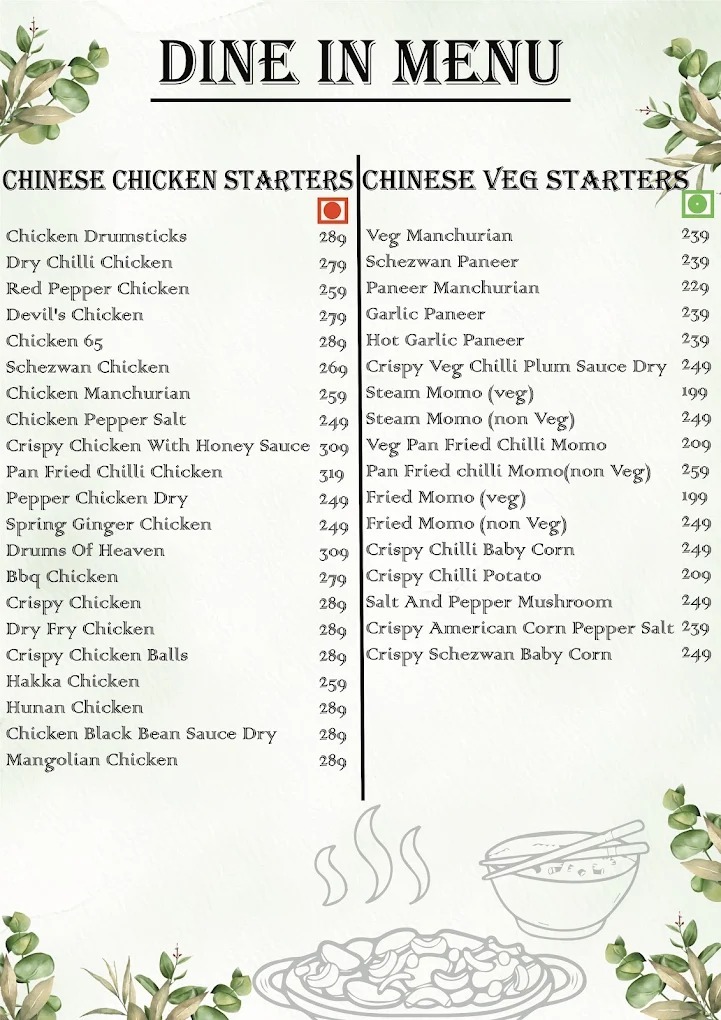 DINE IN MENU
CHINESE CHICKEN STARTERS
Chicken Drumsticks 289
Dry Chilli Chicken 279
Red Pepper Chicken 259
Devil's Chicken 279
Chicken 65 289
Schezwan Chicken 269
Chicken Manchurian 259
Chicken Pepper Salt 249
Crispy Chicken With Honey Sauce 309
Pan Fried Chilli Chicken 319
Pepper Chicken Dry 249
Spring Ginger Chicken 249
Drums Of Heaven 309
Bbq Chicken 279
Crispy Chicken 289
Dry Fry Chicken 289
Crispy Chicken Balls 289
Hakka Chicken 259
Hunan Chicken 289
Chicken Black Bean Sauce Dry 289
Mangolian Chicken 289
CHINESE VEG STARTERS
Veg Manchurian 239
Schezwan Paneer 239
Paneer Manchurian 229
Garlic Paneer 239
Hot Garlic Paneer 239
Crispy Veg Chilli Plum Sauce Dry 249
Steam Momo (veg) 199
Steam Momo (non Veg) 249
Veg Pan Fried Chilli Momo 209
Pan Fried chilli Momo(non Veg) 259
Fried Momo (veg) 199
Fried Momo (non Veg) 249
Crispy Chilli Baby Corn 249
Crispy Chilli Potato 209
Salt And Pepper Mushroom 249
Crispy American Corn Pepper Salt 239
Crispy Schezwan Baby Corn 249